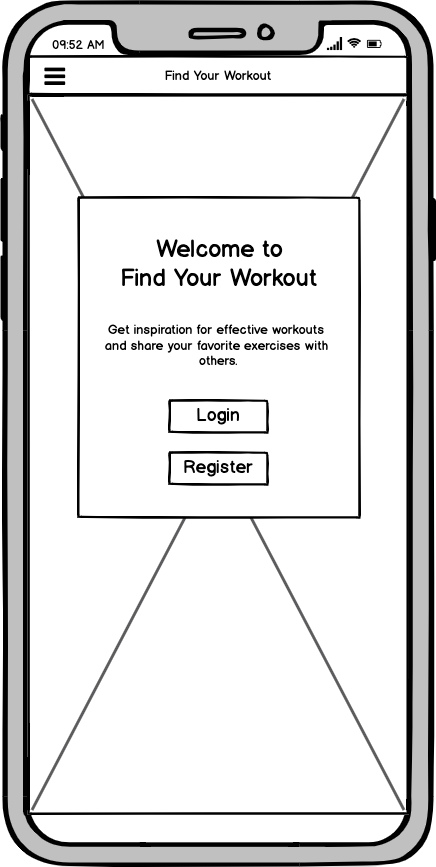 09:52 AM
Find Your Workout
Welcome to
Find Your Workout
Get inspiration for effective workouts
and share your favorite exercises with
others.
Login
Register